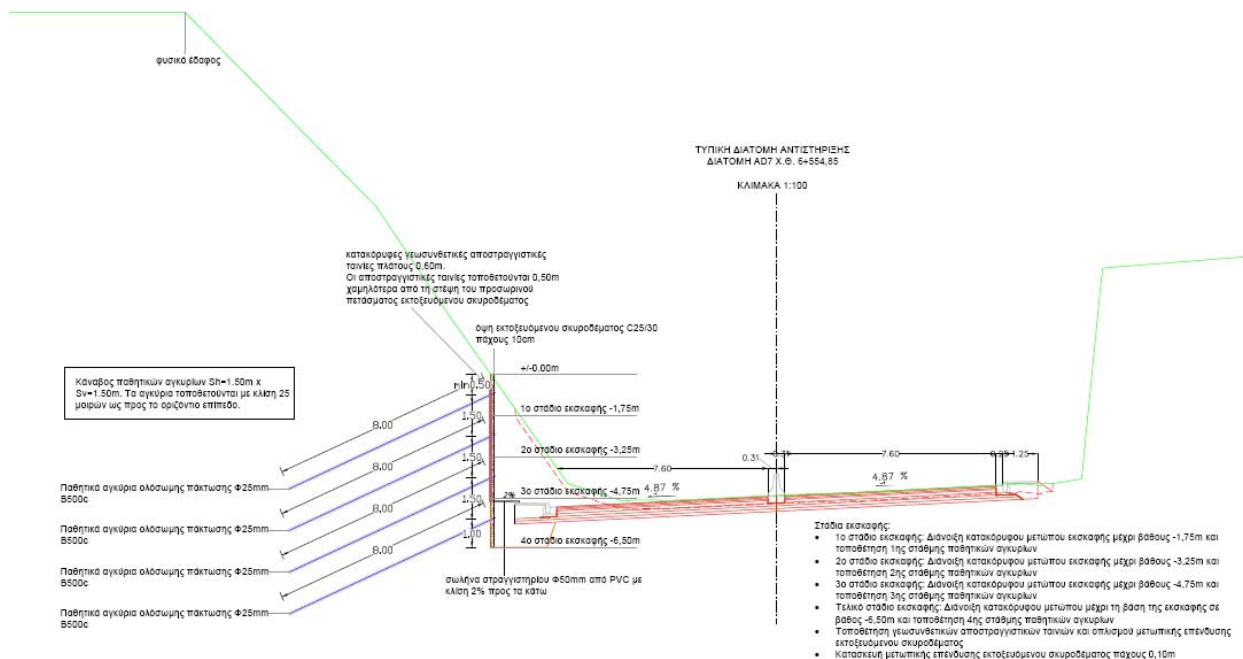 φυσικό έδαφος
ΤΥΠΙΚΗ ΔΙΑΤΟΜΗ ΑΝΤΙΣΤΗΡΙΞΗΣ
ΔΙΑΤΟΜΗ AD7 Χ.Θ. 6+554,85
ΚΛΙΜΑΚΑ 1:100
κατακόρυφες γεωσυνθετικές αποστραγγιστικές
ταινίες πλάτους 0,60m.
Οι αποστραγγιστικές ταινίες τοποθετούνται 0,50m
χαμηλότερα από τη στέψη του προσωρινού
πετάσματος εκτοξευόμενου σκυροδέματος
όψη εκτοξευόμενου σκυροδέματος C25/30
πάχους 10cm
Κάναβος παθητικών αγκυρίων Sh=1.50m x
Sv=1.50m. Τα αγκύρια τοποθετούνται με κλίση 25
μοιρών ως προς το οριζόντιο επίπεδο.
+/-0.00m
min0.50
1ο στάδιο εκσκαφής -1,75m
1.50
8.00
2ο στάδιο εκσκαφής -3,25m
1.50
8.00
0.31
0.31
7.60
7.60
0.25
1.25
4.87 %
4.87 %
3ο στάδιο εκσκαφής -4,75m
2%
1.50
8.00
4ο στάδιο εκσκαφής -6,50m
1.00
8.00
Παθητικά αγκύρια ολόσωμης πάκτωσης Φ25mm
B500c
Παθητικά αγκύρια ολόσωμης πάκτωσης Φ25mm
B500c
Παθητικά αγκύρια ολόσωμης πάκτωσης Φ25mm
B500c
Παθητικά αγκύρια ολόσωμης πάκτωσης Φ25mm
B500c
σωλήνα στραγγιστηρίου Φ50mm από PVC με
κλίση 2% προς τα κάτω
Στάδια εκσκαφής:
• 1ο στάδιο εκσκαφής: Διάνοιξη κατακόρυφου μετώπου εκσκαφής μέχρι βάθους -1,75m και
τοποθέτηση 1ης στάθμης παθητικών αγκυρίων
• 2ο στάδιο εκσκαφής: Διάνοιξη κατακόρυφου μετώπου εκσκαφής μέχρι βάθους -3,25m και
τοποθέτηση 2ης στάθμης παθητικών αγκυρίων
• 3ο στάδιο εκσκαφής: Διάνοιξη κατακόρυφου μετώπου εκσκαφής μέχρι βάθους -4,75m και
τοποθέτηση 3ης στάθμης παθητικών αγκυρίων
• Τελικό στάδιο εκσκαφής: Διάνοιξη κατακόρυφου μετώπου μέχρι τη βάση της εκσκαφής σε
βάθος -6,50m και τοποθέτηση 4ης στάθμης παθητικών αγκυρίων
• Τοποθέτηση γεωσυνθετικών αποστραγγιστικών ταινιών και οπλισμού μετωπικής επένδυσης
εκτοξευόμενου σκυροδέματος
• Κατασκευή μετωπικής επένδυσης εκτοξευόμενου σκυροδέματος πάχους 0,10m